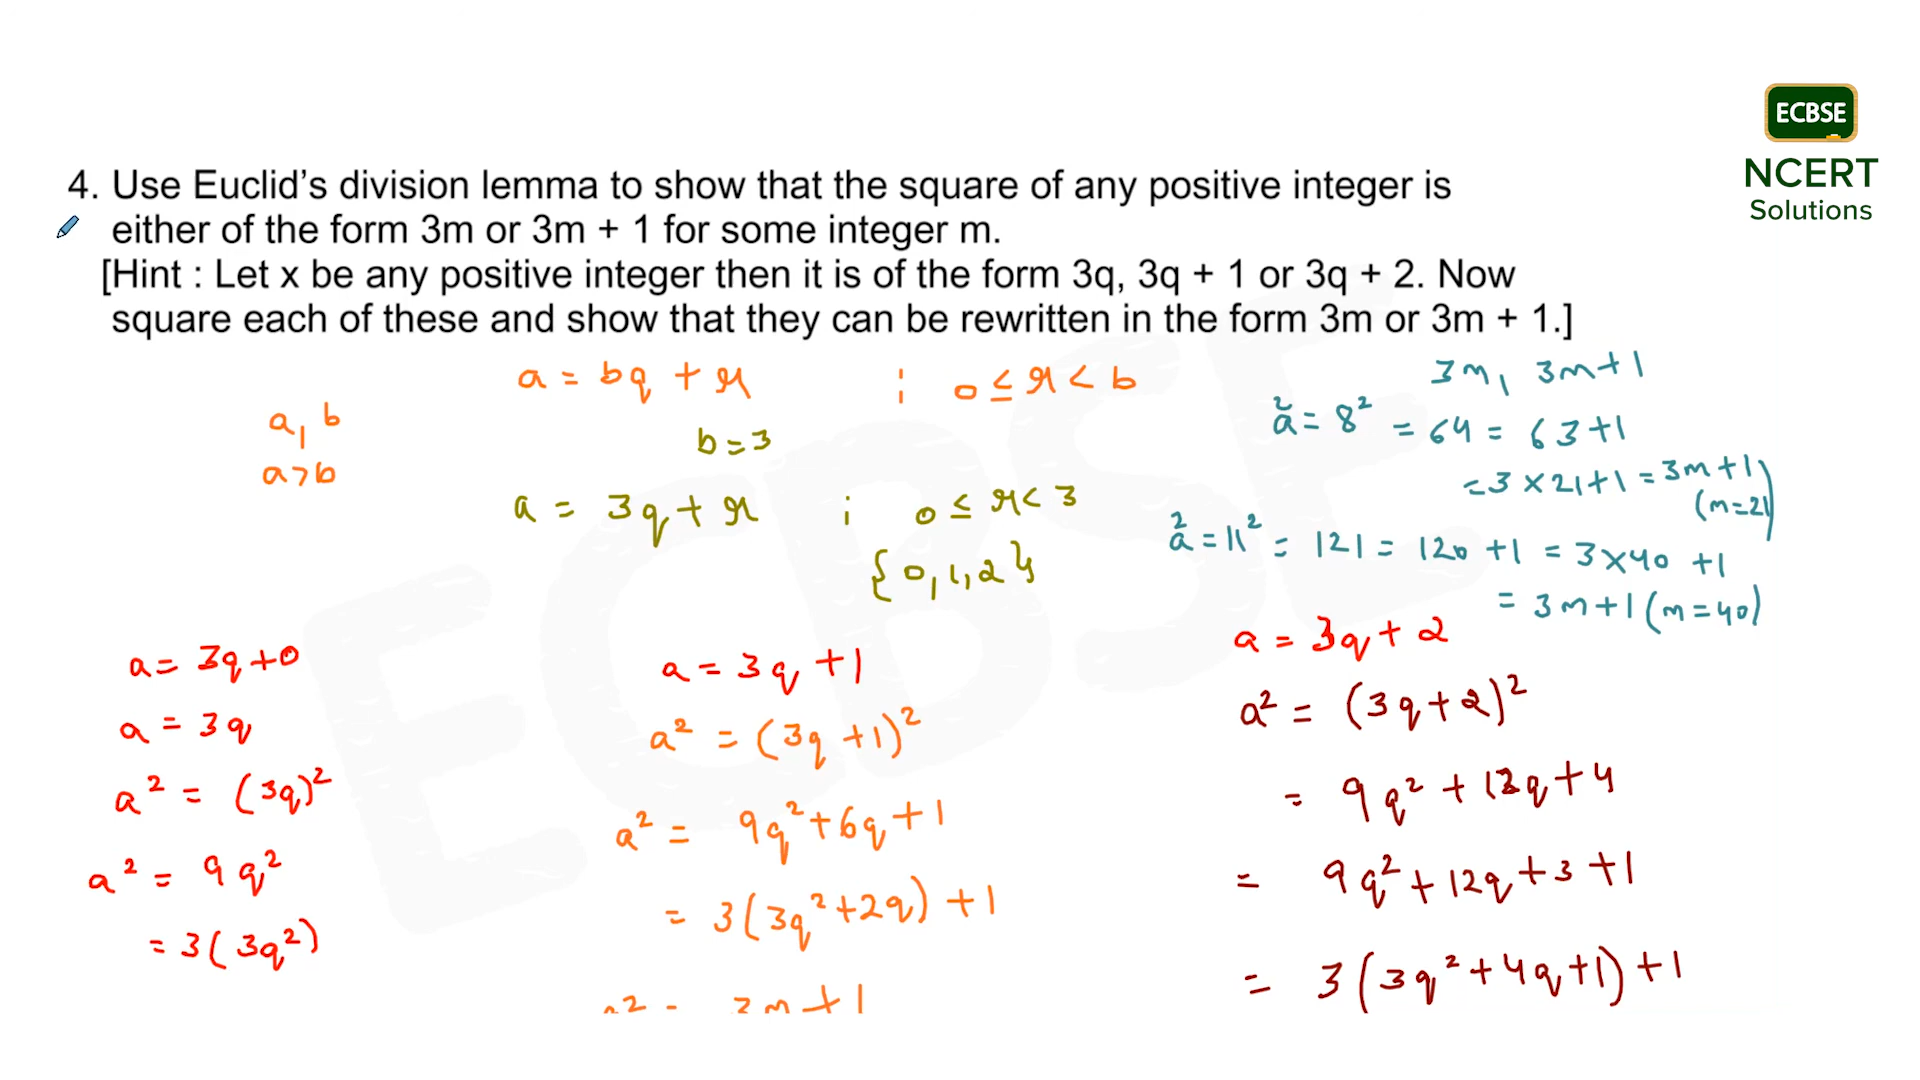 ECBSE
NCERT
Solutions
4. Use Euclid's division lemma to show that the square of any positive integer is
either of the form 3m or 3m + 1 for some integer m.
[Hint : Let x be any positive integer then it is of the form 3q, 3q + 1 or 3q + 2. Now
square each of these and show that they can be rewritten in the form 3m or 3m + 1.]
a, b
a > b
a = bq + r ; 0 ≤ r < b
b = 3
a = 3q + r ; 0 ≤ r < 3
{0, 1, 2}
3m, 3m+1
a² = 8² = 64 = 63+1
= 3 × 21+1 = 3m+1
(m=21)
a² = 11² = 121 = 120 +1 = 3×40 +1
= 3m+1 (m=40)
a = 3q+0
a = 3q
a² = (3q)²
a² = 9q²
= 3(3q²)
a = 3q +1
a² = (3q +1)²
a² = 9q²+6q+1
= 3(3q²+2q) +1
a² = 3m+1
a = 3q+2
a² = (3q+2)²
= 9q² + 12q+4
= 9q²+12q+3+1
= 3(3q²+4q+1)+1
ECBSE